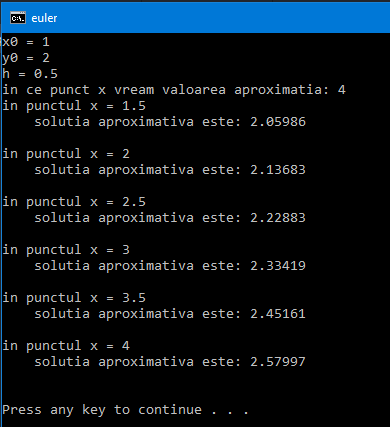 euler
x0 = 1
y0 = 2
h = 0.5
in ce punct x vream valoarea aproximatia: 4
in punctul x = 1.5
solutia aproximativa este: 2.05986
in punctul x = 2
solutia aproximativa este: 2.13683
in punctul x = 2.5
solutia aproximativa este: 2.22883
in punctul x = 3
solutia aproximativa este: 2.33419
in punctul x = 3.5
solutia aproximativa este: 2.45161
in punctul x = 4
solutia aproximativa este: 2.57997
Press any key to continue . . .